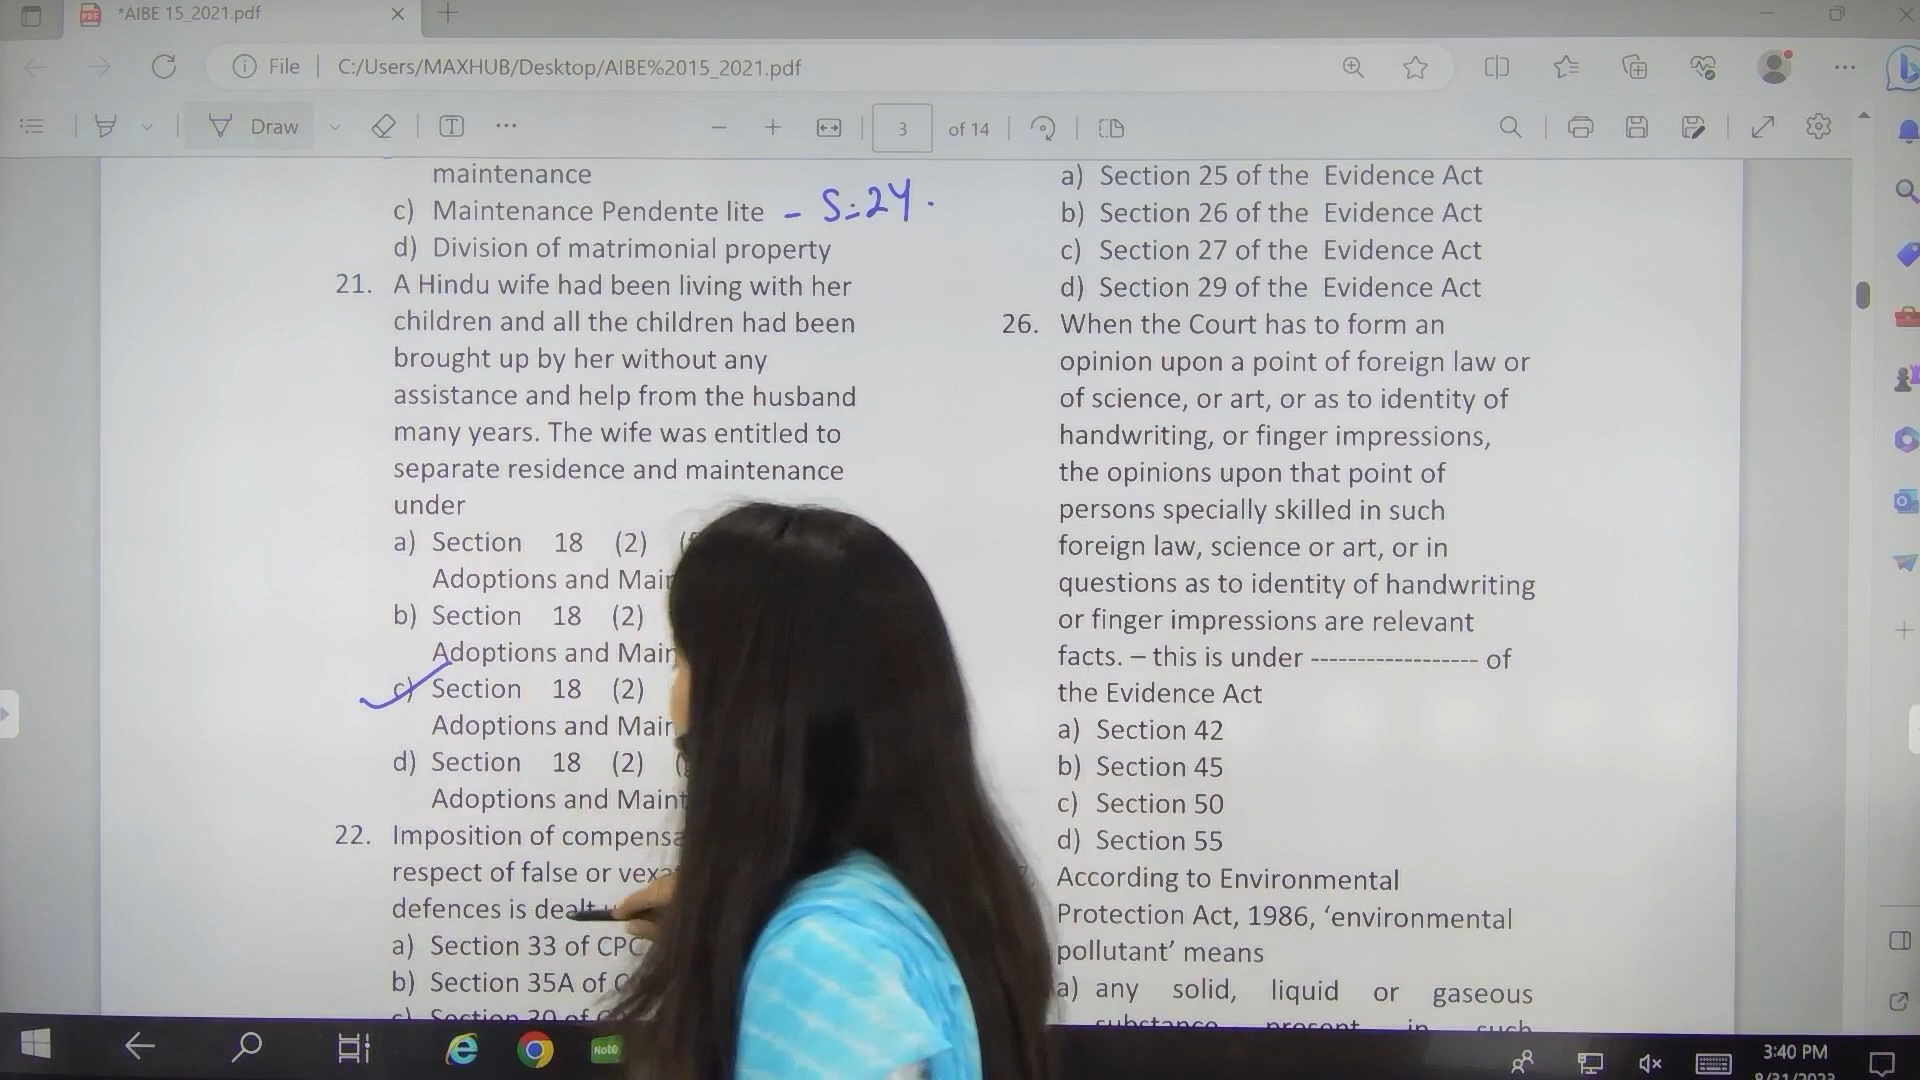 *AIBE 15_2021.pdf
File
C:/Users/MAXHUB/Desktop/AIBE%2015_2021.pdf
Draw
3 of 14
maintenance
c) Maintenance Pendente lite - S:24.
d) Division of matrimonial property
21. A Hindu wife had been living with her
children and all the children had been
brought up by her without any
assistance and help from the husband
many years. The wife was entitled to
separate residence and maintenance
under
a) Section 18 (2)
Adoptions and
b) Section 18 (2)
Adoptions and
c) Section 18 (2)
Adoptions and
d) Section 18 (2)
Adoptions and
22. Imposition of
respect of false or
defences is dealt
a) Section 33 of CPC
b) Section 35A of
c) Section 30 of
a) Section 25 of the Evidence Act
b) Section 26 of the Evidence Act
c) Section 27 of the Evidence Act
d) Section 29 of the Evidence Act
26. When the Court has to form an
opinion upon a point of foreign law or
of science, or art, or as to identity of
handwriting, or finger impressions,
the opinions upon that point of
persons specially skilled in such
foreign law, science or art, or in
questions as to identity of handwriting
or finger impressions are relevant
facts. – this is under ------------------ of
the Evidence Act
a) Section 42
b) Section 45
c) Section 50
d) Section 55
According to Environmental
Protection Act, 1986, ‘environmental
pollutant’ means
a) any solid, liquid or gaseous
substance present in such
Note
3:40 PM